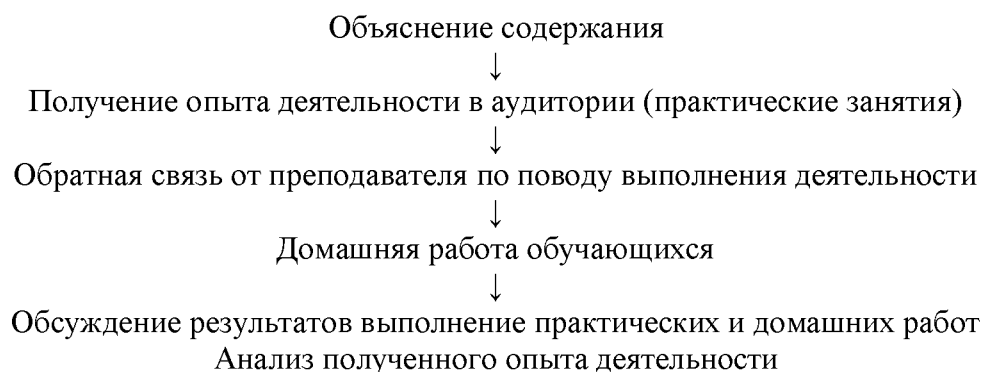 Объяснение содержания
↓
Получение опыта деятельности в аудитории (практические занятия)
↓
Обратная связь от преподавателя по поводу выполнения деятельности
↓
Домашняя работа обучающихся
↓
Обсуждение результатов выполнение практических и домашних работ
Анализ полученного опыта деятельности